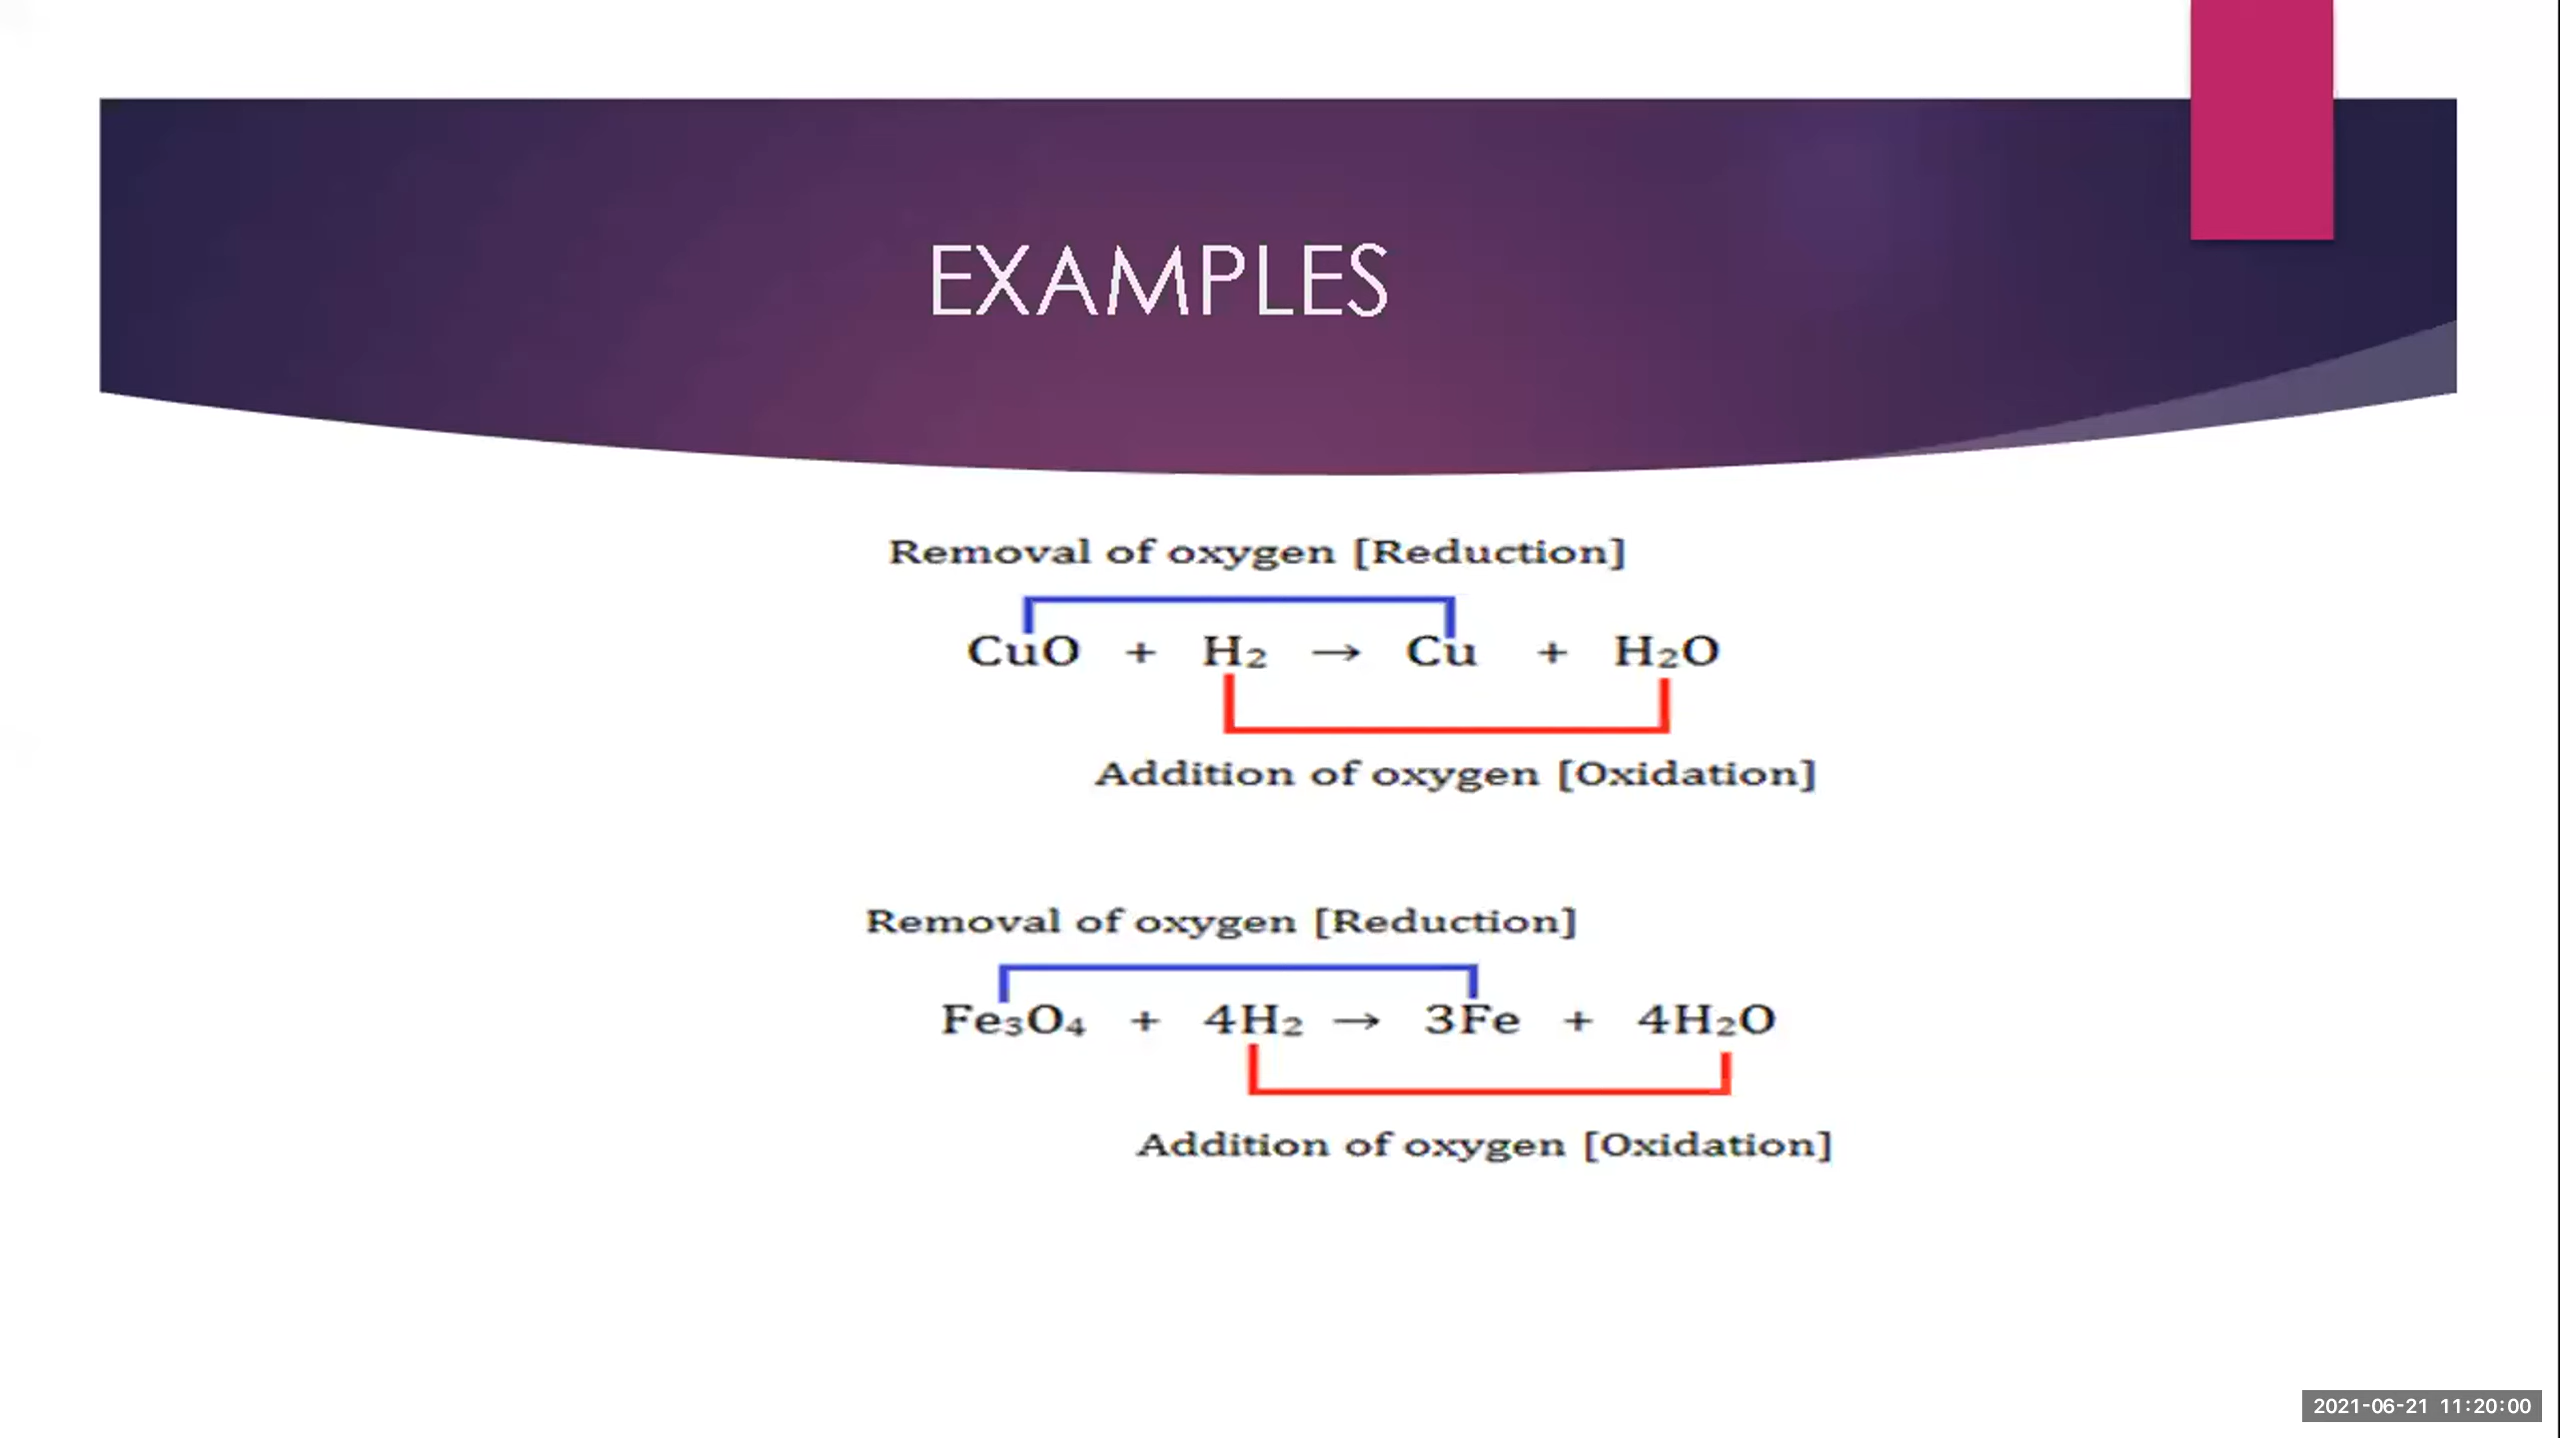 EXAMPLES
Removal of oxygen [Reduction]
CuO + H₂ → Cu + H₂O
Addition of oxygen [Oxidation]
Removal of oxygen [Reduction]
Fe₃O₄ + 4H₂ → 3Fe + 4H₂O
Addition of oxygen [Oxidation]
2021-06-21 11:20:00